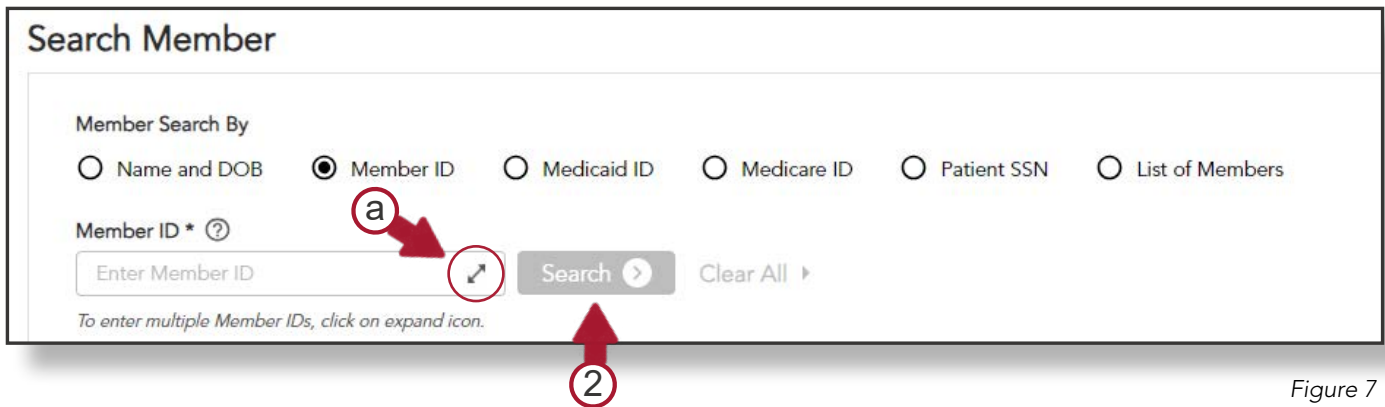 Search Member
Member Search By
Name and DOB Member ID Medicaid ID Medicare ID Patient SSN List of Members
a
Member ID * ?
Enter Member ID Search Clear All
To enter multiple Member IDs, click on expand icon.
2
Figure 7